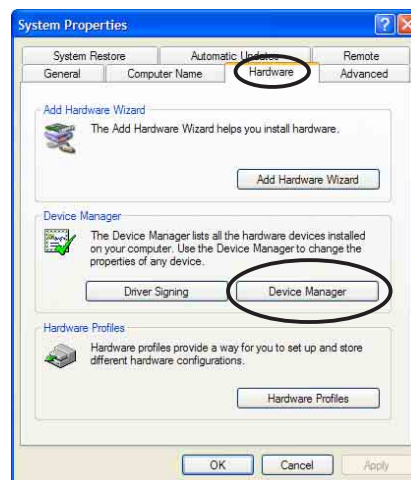 System Properties
System Restore Automatic Updates Remote
General Computer Name Hardware Advanced
Add Hardware Wizard
The Add Hardware Wizard helps you install hardware.
Add Hardware Wizard
Device Manager
The Device Manager lists all the hardware devices installed
on your computer. Use the Device Manager to change the
properties of any device.
Driver Signing Device Manager
Hardware Profiles
Hardware profiles provide a way for you to set up and store
different hardware configurations.
Hardware Profiles
OK Cancel Apply